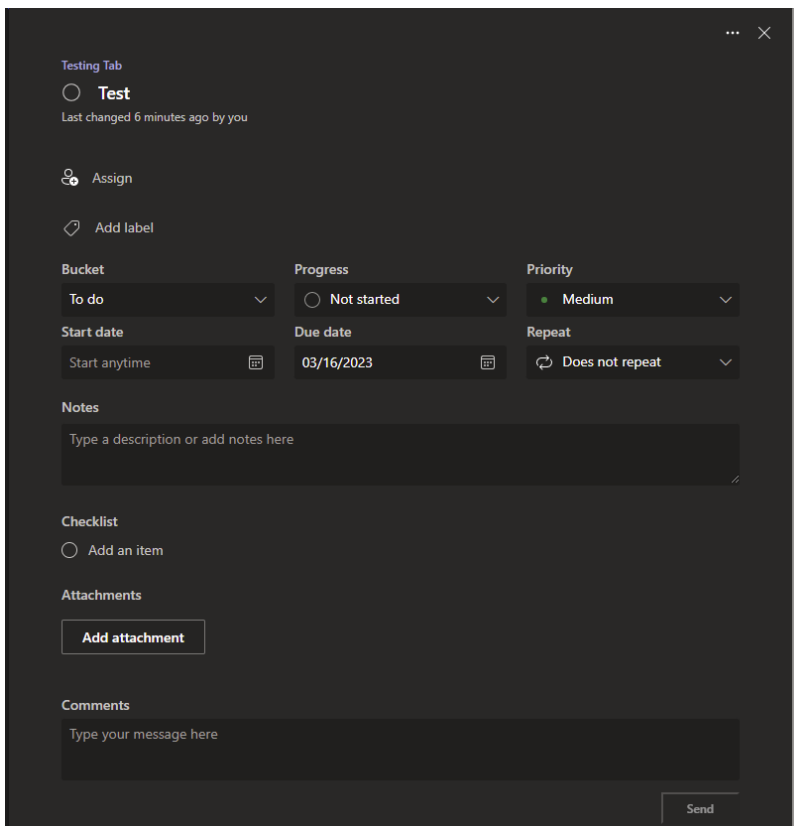 Testing Tab
Test
Last changed 6 minutes ago by you
Assign
Add label
Bucket Progress Priority
To do Not started Medium
Start date Due date Repeat
Start anytime 03/16/2023 Does not repeat
Notes
Type a description or add notes here
Checklist
Add an item
Attachments
Add attachment
Comments
Type your message here
Send